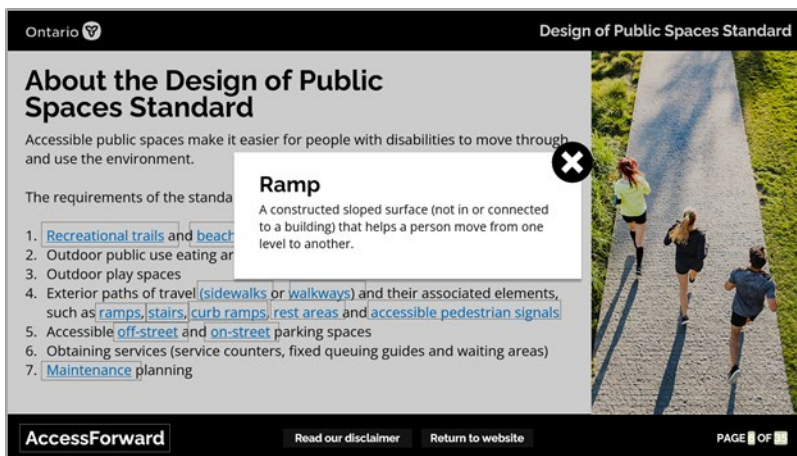 Ontario
Design of Public Spaces Standard
About the Design of Public
Spaces Standard
Accessible public spaces make it easier for people with disabilities to move through
and use the environment.
The requirements of the standa
Ramp
A constructed sloped surface (not in or connected
to a building) that helps a person move from one
level to another.
1. Recreational trails and beach
2. Outdoor public use eating ar
3. Outdoor play spaces
4. Exterior paths of travel (sidewalks or walkways) and their associated elements,
such as ramps, stairs, curb ramps, rest areas and accessible pedestrian signals
5. Accessible off-street and on-street parking spaces
6. Obtaining services (service counters, fixed queuing guides and waiting areas)
7. Maintenance planning
AccessForward
Read our disclaimer
Return to website
PAGE 6 OF 35